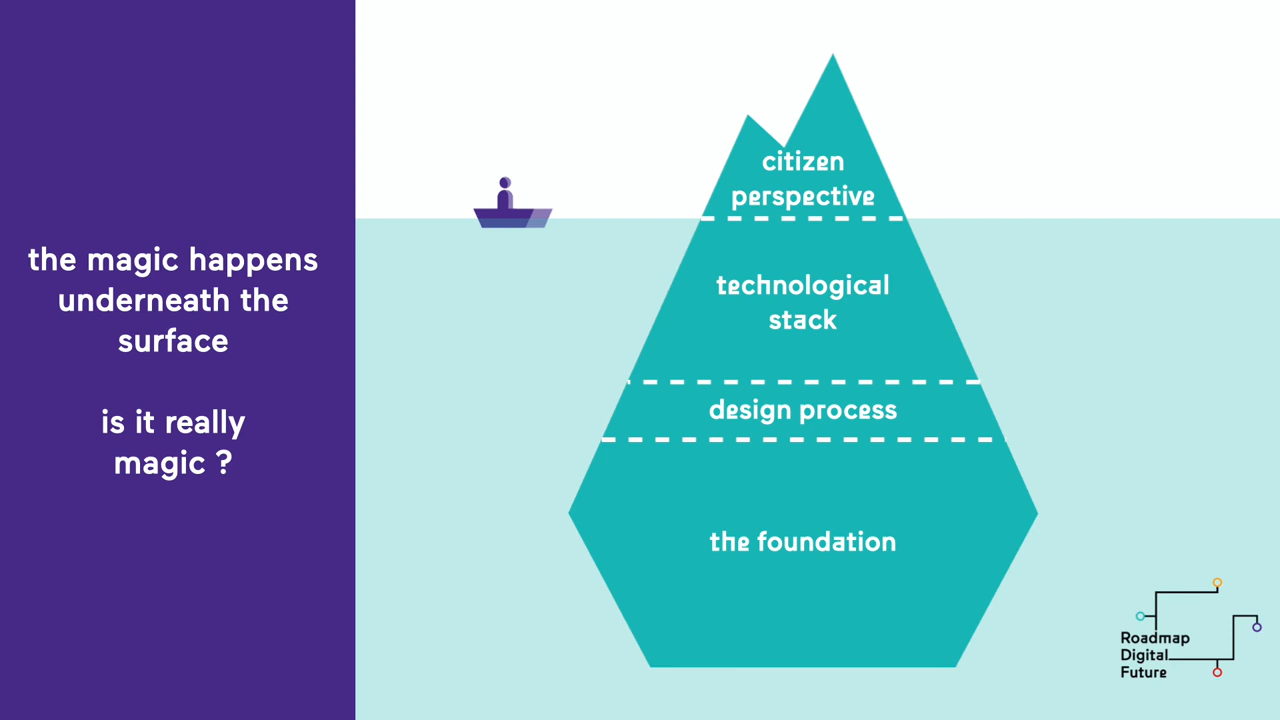 the magic happens
underneath the
surface
is it really
magic ?
citizen
perspective
technological
stack
design process
the foundation
Roadmap
Digital
Future